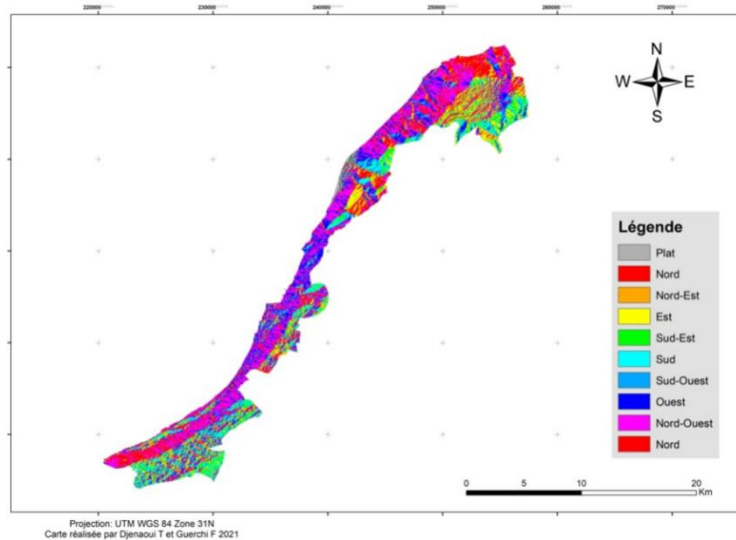 220000 230000 240000 250000 260000 270000
N
W E
S
Légende
Plat
Nord
Nord-Est
Est
Sud-Est
Sud
Sud-Ouest
Ouest
Nord-Ouest
Nord
0 5 10 20
Km
Projection: UTM WGS 84 Zone 31N
Carte réalisée par Djenaoui T et Guerchi F 2021